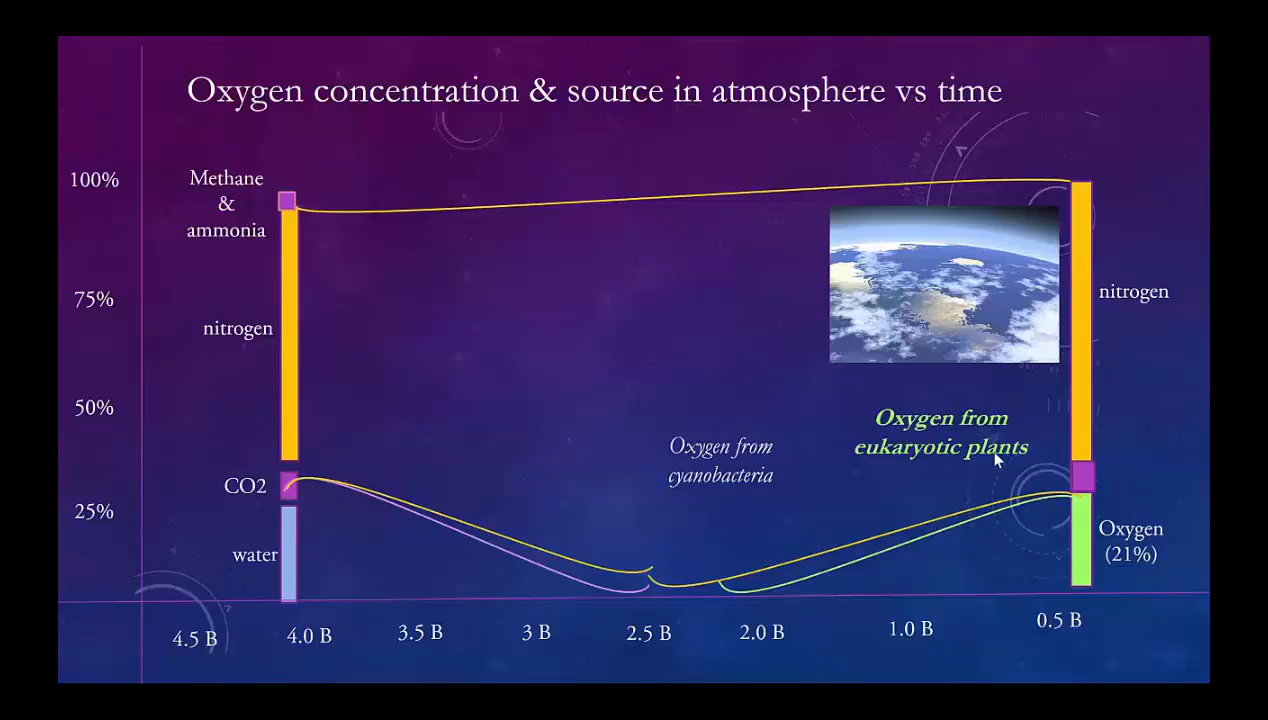 Oxygen concentration & source in atmosphere vs time
100%
Methane
&
ammonia
75%
nitrogen
nitrogen
50%
Oxygen from
cyanobacteria
Oxygen from
eukaryotic plants
CO2
25%
water
Oxygen
(21%)
4.5 B
4.0 B
3.5 B
3 B
2.5 B
2.0 B
1.0 B
0.5 B